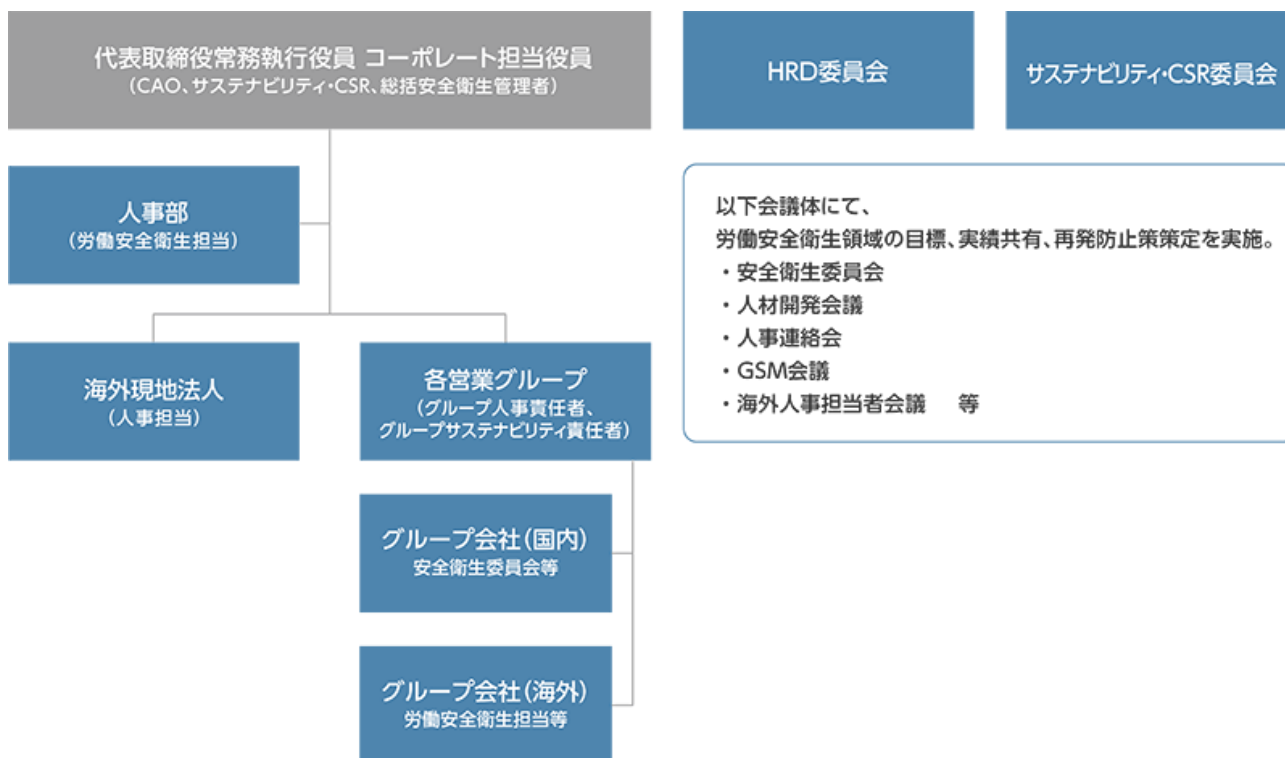 代表取締役常務執行役員 コーポレート担当役員
(CAO、サステナビリティ・CSR、総括安全衛生管理者)
HRD委員会
サステナビリティ・CSR委員会
人事部
(労働安全衛生担当)
海外現地法人
(人事担当)
各営業グループ
(グループ人事責任者、
グループサステナビリティ責任者)
グループ会社(国内)
安全衛生委員会等
グループ会社(海外)
労働安全衛生担当等
以下会議体にて、
労働安全衛生領域の目標、実績共有、再発防止策策定を実施。
・安全衛生委員会
・人材開発会議
・人事連絡会
・GSM会議
・海外人事担当者会議 等